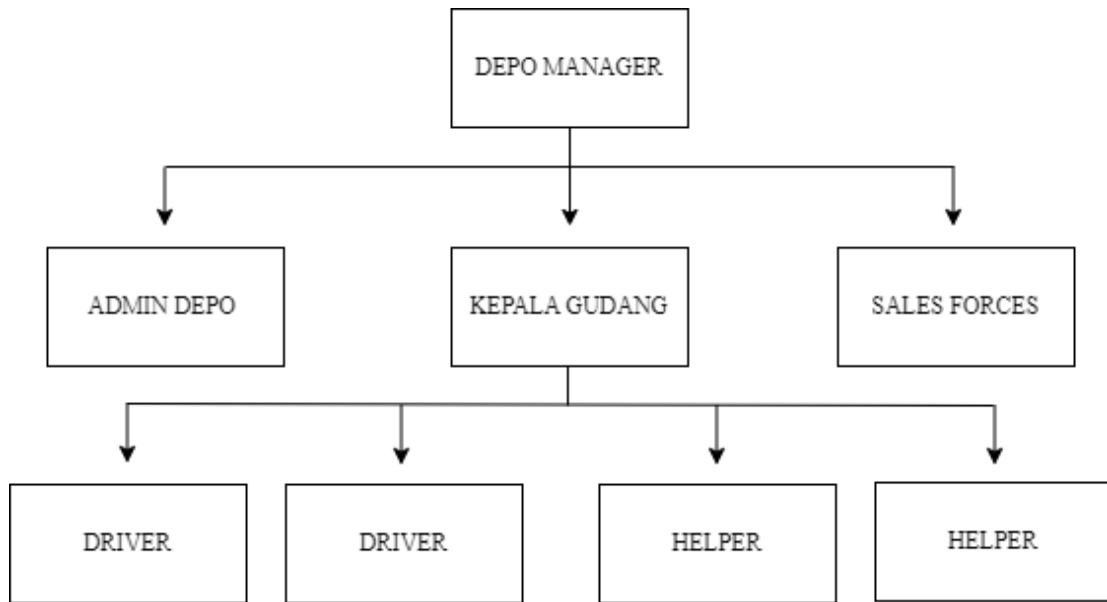 DEPO MANAGER
ADMIN DEPO
KEPALA GUDANG
SALES FORCES
DRIVER
DRIVER
HELPER
HELPER